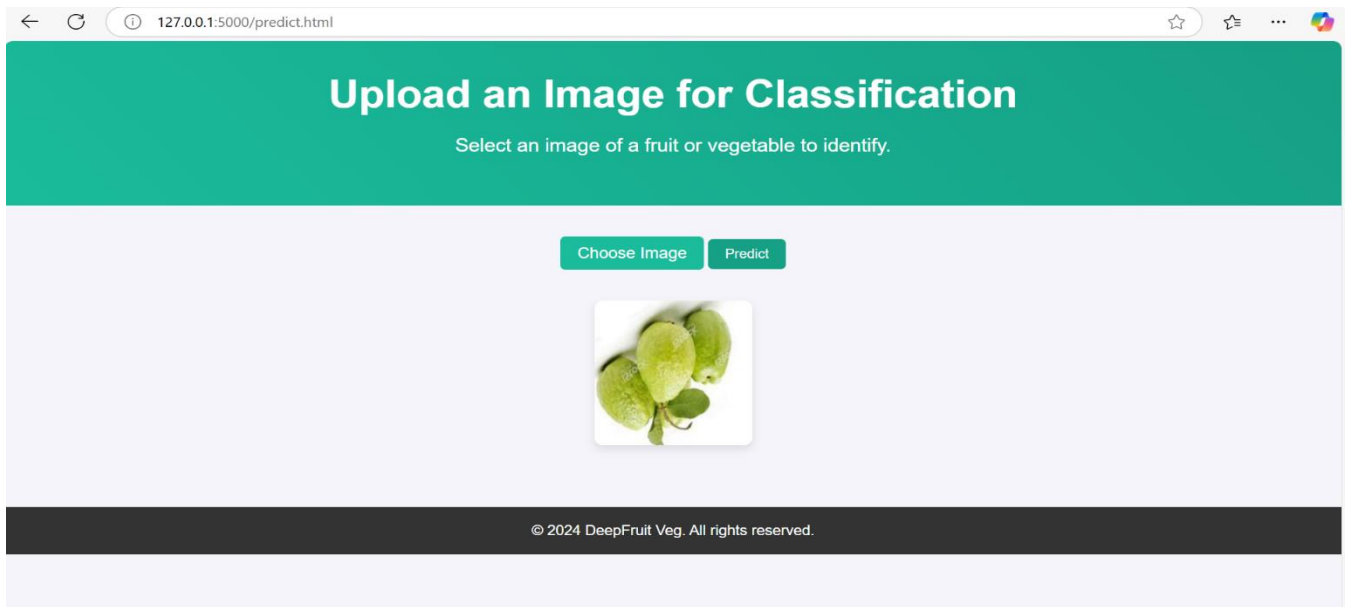 127.0.0.1:5000/predict.html
Upload an Image for Classification
Select an image of a fruit or vegetable to identify.
Choose Image Predict
© 2024 DeepFruit Veg. All rights reserved.